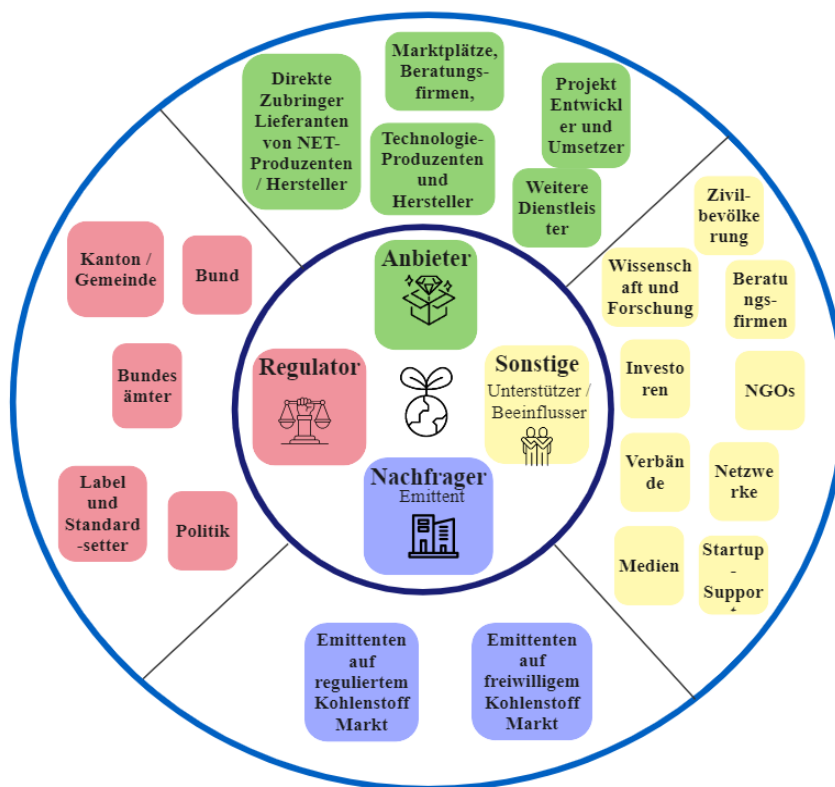 Direkte
Zubringer
Lieferanten
von NET-
Produzenten
/ Hersteller
Marktplätze,
Beratungs-
firmen,
Technologie-
Produzenten
und
Hersteller
Projekt
Entwickl
er und
Umsetzer
Weitere
Dienstleis
ter
Zivil-
bevölke
rung
Wissensch
aft und
Forschung
Beratu
ngs-
firmen
Investo
ren
NGOs
Verbän
de
Netzwe
rke
Medien
Startup
-
Suppor
t
Kanton /
Gemeinde
Bund
Bundes
ämter
Label
und
Standard
-setter
Politik
Anbieter
Regulator
Sonstige
Unterstützer /
Beeinflusser
Nachfrager
Emittent
Emittenten
auf
reguliertem
Kohlenstoff
Markt
Emittenten
auf
freiwilligem
Kohlenstoff
Markt